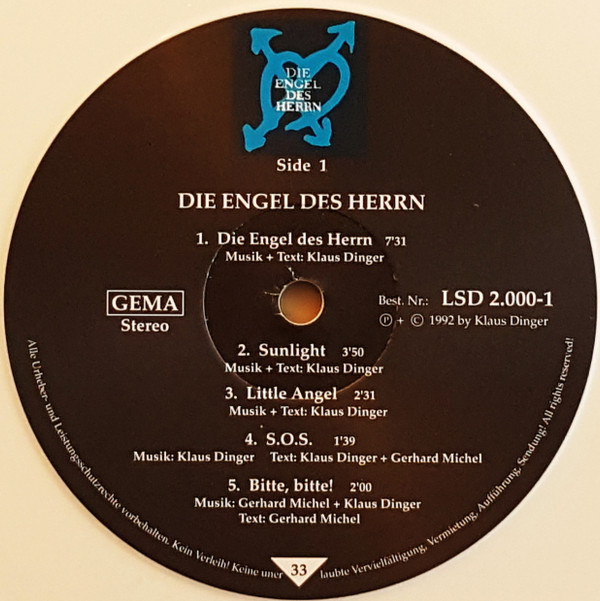 DIE
ENGEL
DES
HERRN
Side 1
DIE ENGEL DES HERRN
1. Die Engel des Herrn 7'31
Musik + Text: Klaus Dinger
GEMA
Stereo
Best. Nr.: LSD 2.000-1
Ⓟ + © 1992 by Klaus Dinger
2. Sunlight 3'50
Musik + Text: Klaus Dinger
3. Little Angel 2'31
Musik + Text: Klaus Dinger
4. S.O.S. 1'39
Musik: Klaus Dinger Text: Klaus Dinger + Gerhard Michel
5. Bitte, bitte! 2'00
Musik: Gerhard Michel + Klaus Dinger
Text: Gerhard Michel
33
Alle Urheber- und Leistungsschutzrechte vorbehalten. Kein Verleih! Keine uner laubte Vervielfältigung, Vermietung, Aufführung, Sendung! All rights reserved!